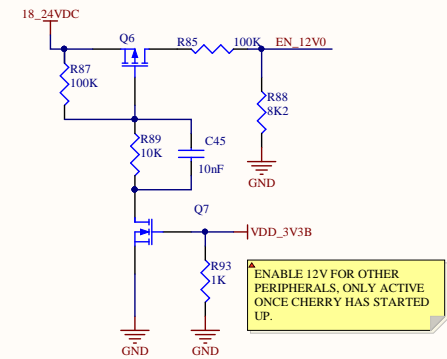 18_24VDC
Q6
R85
100K
EN_12V0
R87
100K
R88
8K2
R89
10K
C45
10nF
GND
Q7
VDD_3V3B
R93
1K
ENABLE 12V FOR OTHER
PERIPHERALS, ONLY ACTIVE
ONCE CHERRY HAS STARTED
UP.
GND
GND